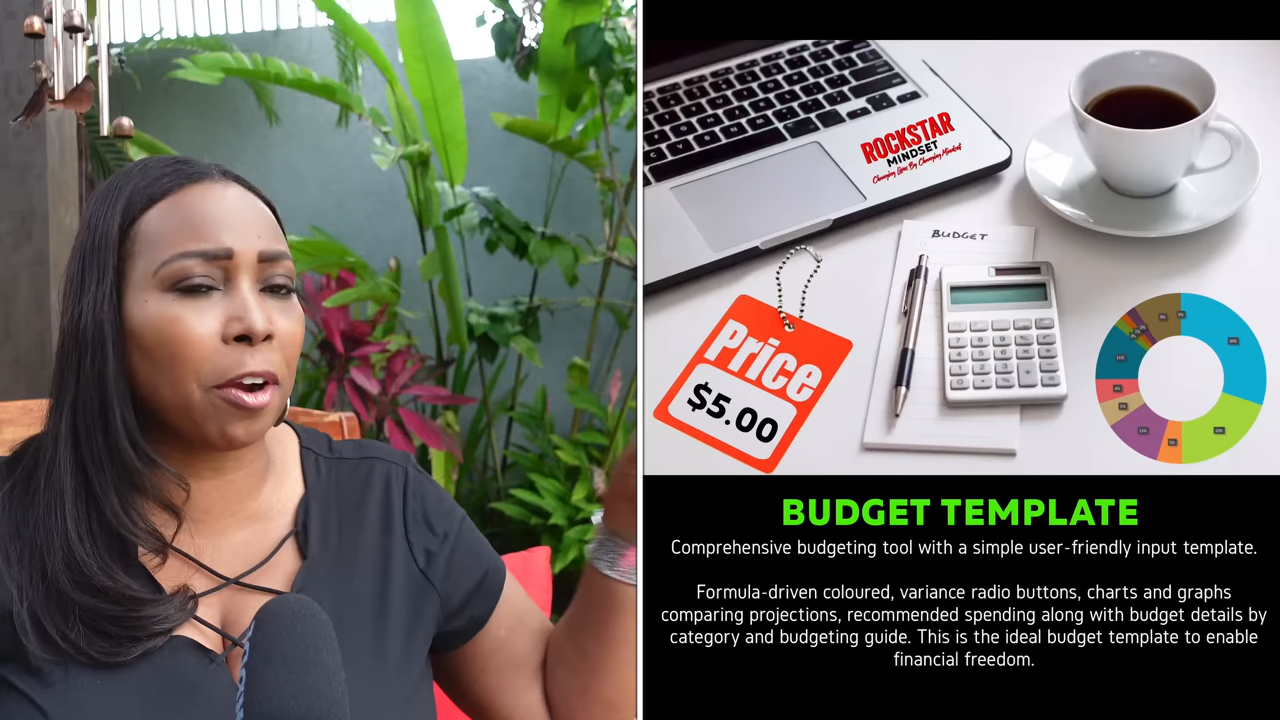 ROCKSTAR
MINDSET
Changing Lives By Changing Mindset
BUDGET
Price
$5.00
BUDGET TEMPLATE
Comprehensive budgeting tool with a simple user-friendly input template.
Formula-driven coloured, variance radio buttons, charts and graphs
comparing projections, recommended spending along with budget details by
category and budgeting guide. This is the ideal budget template to enable
financial freedom.